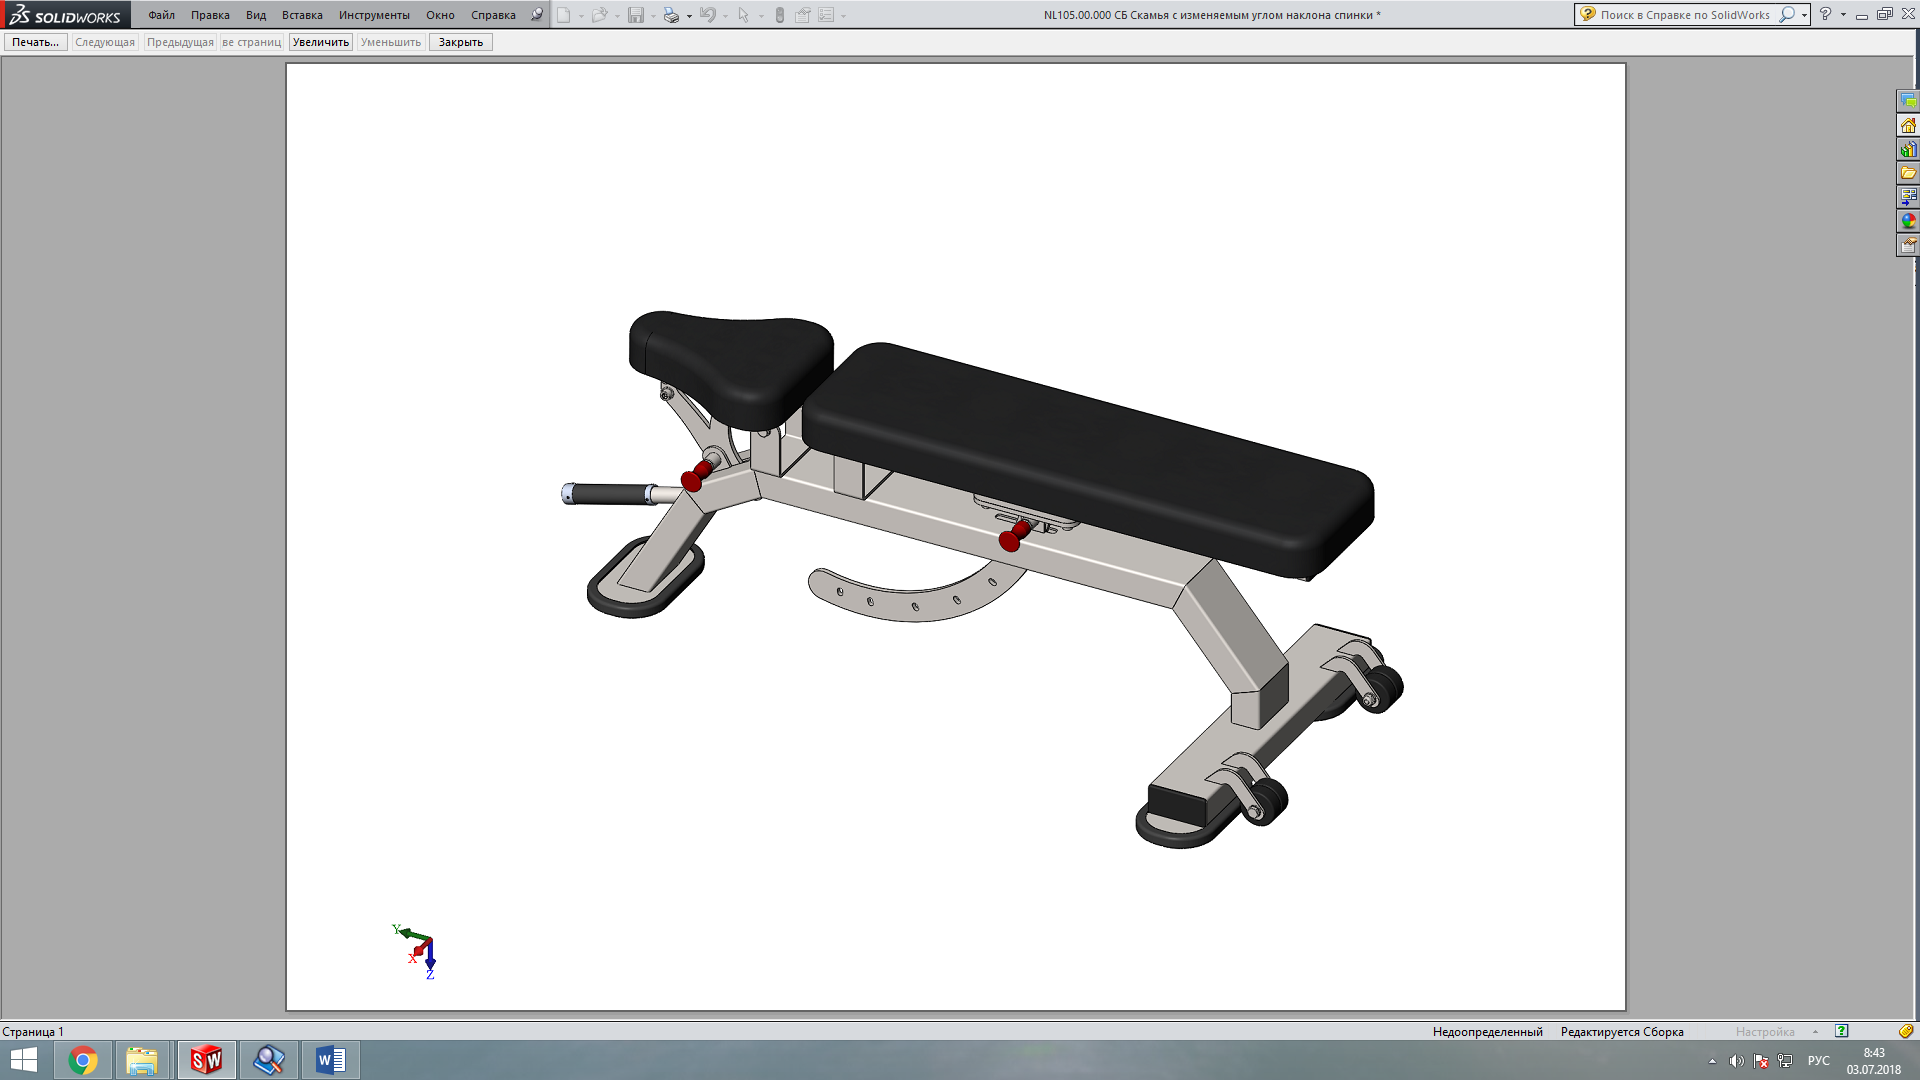 SOLIDWORKS Файл Правка Вид Вставка Инструменты Окно Справка NL105.00.000 СБ Скамья с изменяемым углом наклона спинки * Поиск в Справке по SolidWorks ?
Печать... Следующая Предыдущая ве страниц Увеличить Уменьшить Закрыть
Y
X
Z
Страница 1 Недоопределенный Редактируется Сборка Настройка ?
SW W РУС 8:43
03.07.2018